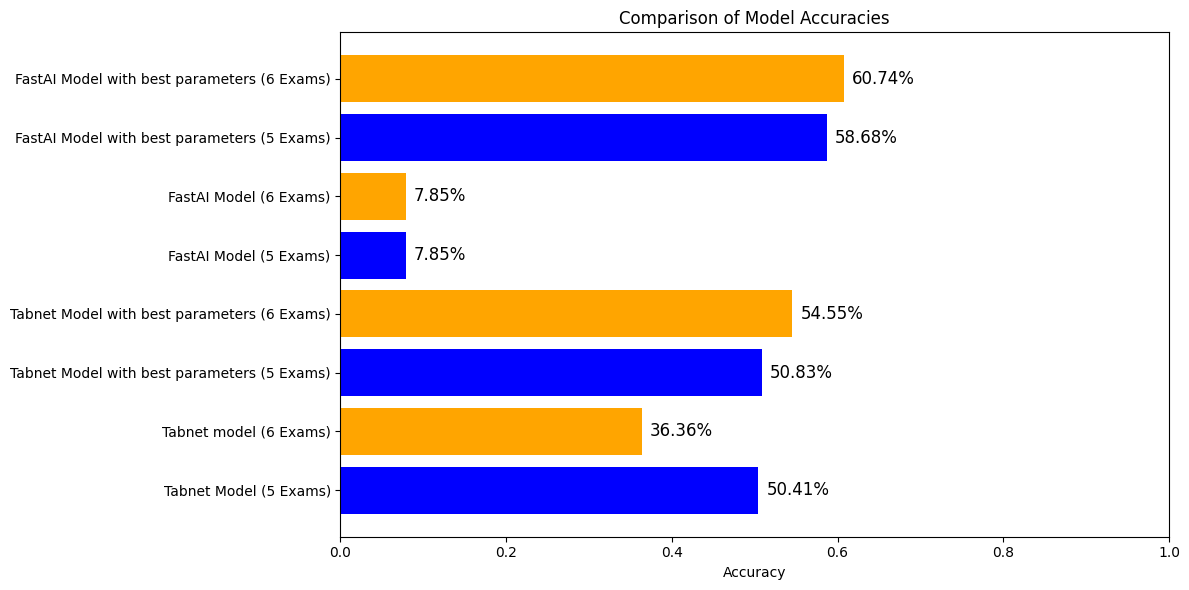 Comparison of Model Accuracies
FastAI Model with best parameters (6 Exams)
60.74%
FastAI Model with best parameters (5 Exams)
58.68%
FastAI Model (6 Exams)
7.85%
FastAI Model (5 Exams)
7.85%
Tabnet Model with best parameters (6 Exams)
54.55%
Tabnet Model with best parameters (5 Exams)
50.83%
Tabnet model (6 Exams)
36.36%
Tabnet Model (5 Exams)
50.41%
0.0 0.2 0.4 0.6 0.8 1.0
Accuracy